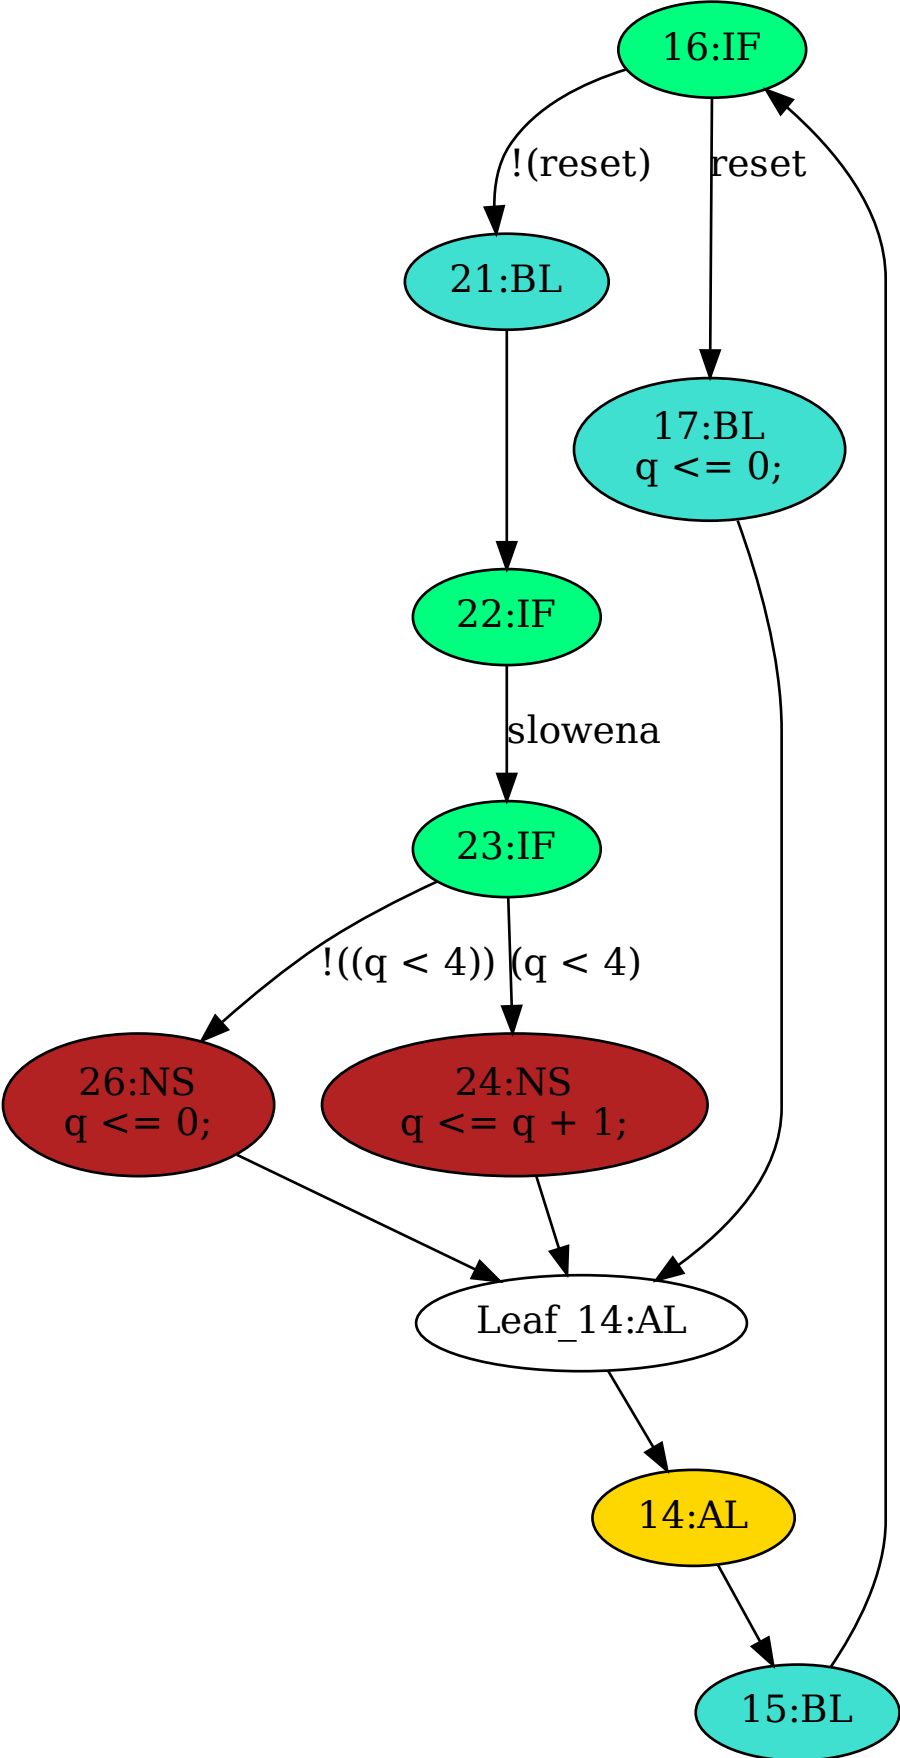 16:IF
!(reset)
reset
21:BL
17:BL
q <= 0;
22:IF
slowena
23:IF
!((q < 4))
(q < 4)
26:NS
q <= 0;
24:NS
q <= q + 1;
Leaf_14:AL
14:AL
15:BL